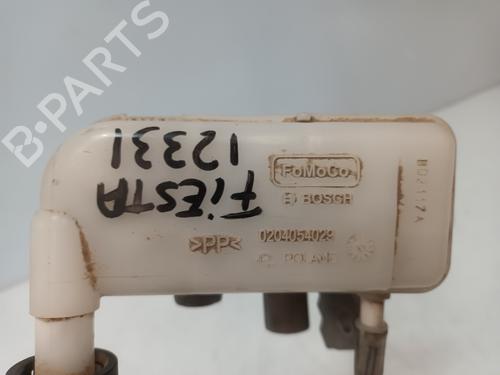 B-PARTS
FIESTA
12331
FoMoCo
BOSCH
>PP<
0204054029
POLAND